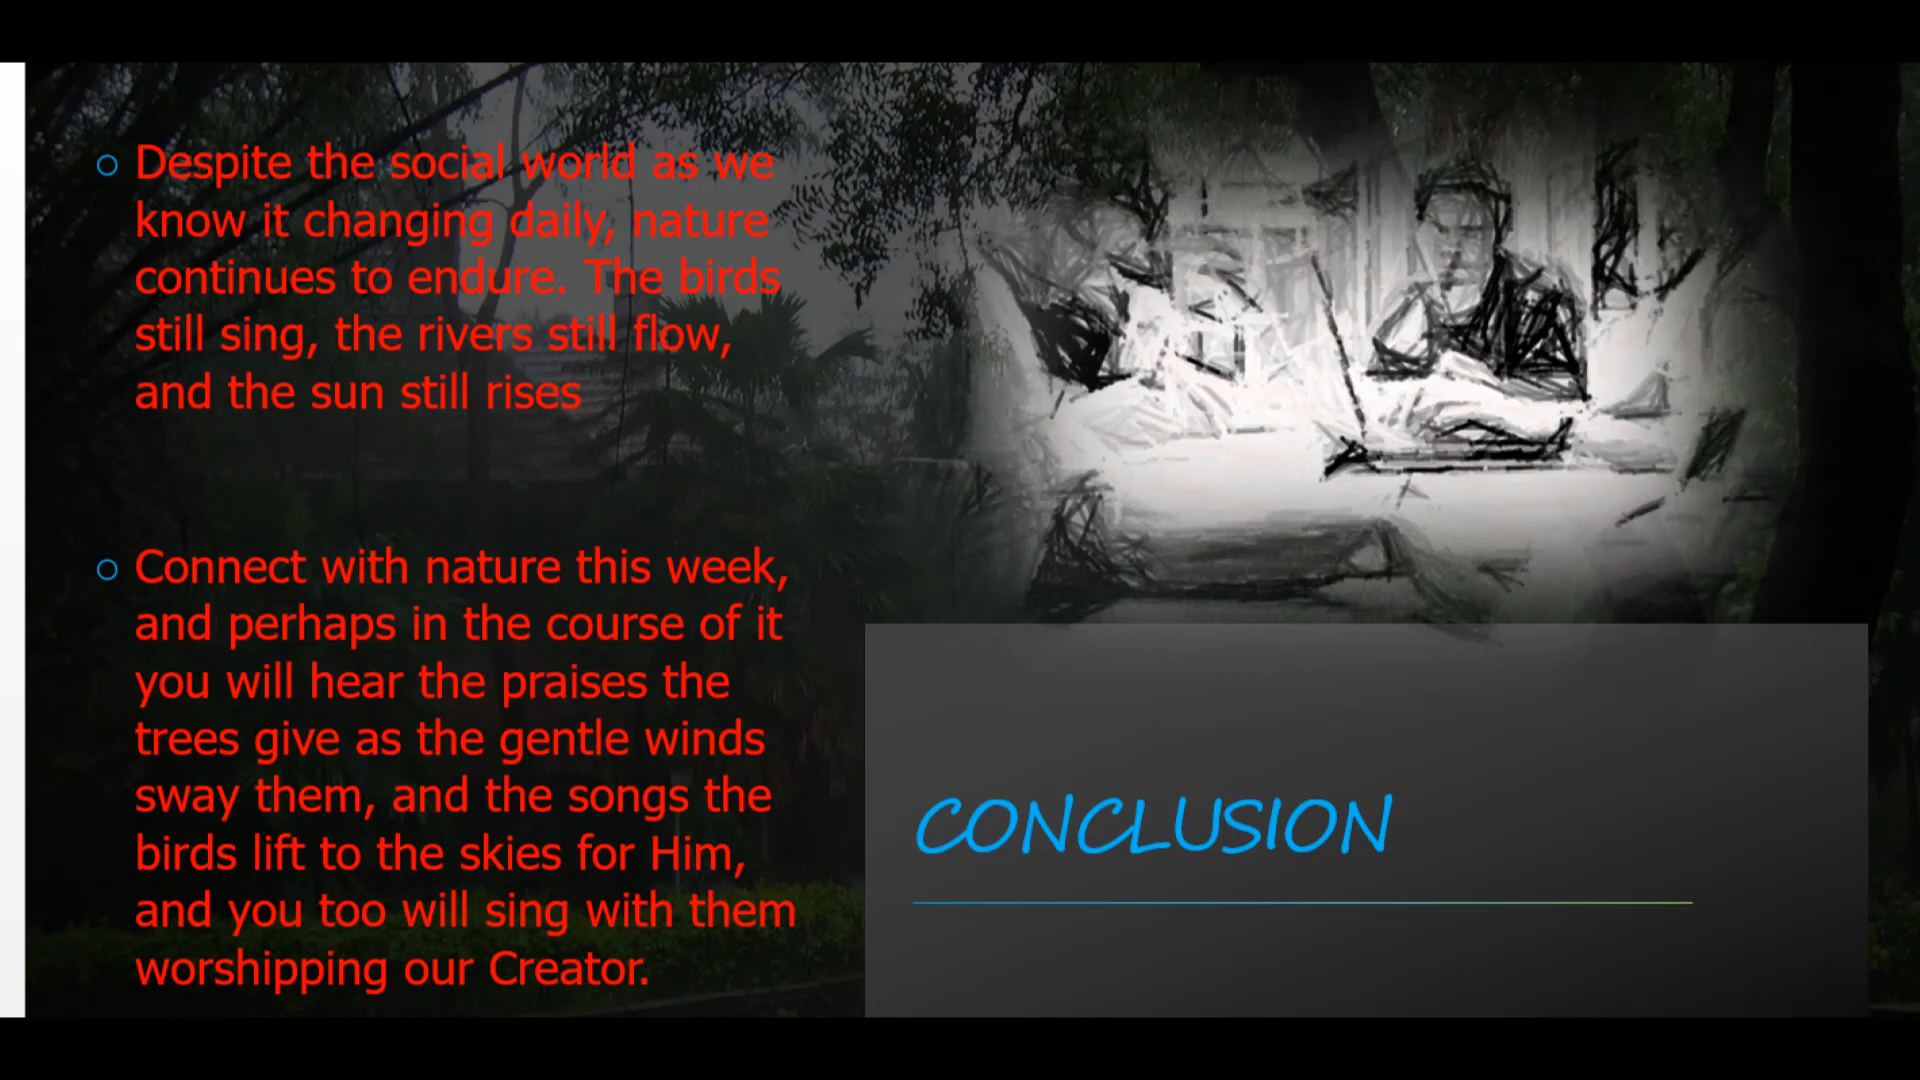 Despite the social world as we
know it changing daily, nature
continues to endure. The birds
still sing, the rivers still flow,
and the sun still rises
Connect with nature this week,
and perhaps in the course of it
you will hear the praises the
trees give as the gentle winds
sway them, and the songs the
birds lift to the skies for Him,
and you too will sing with them
worshipping our Creator.
CONCLUSION